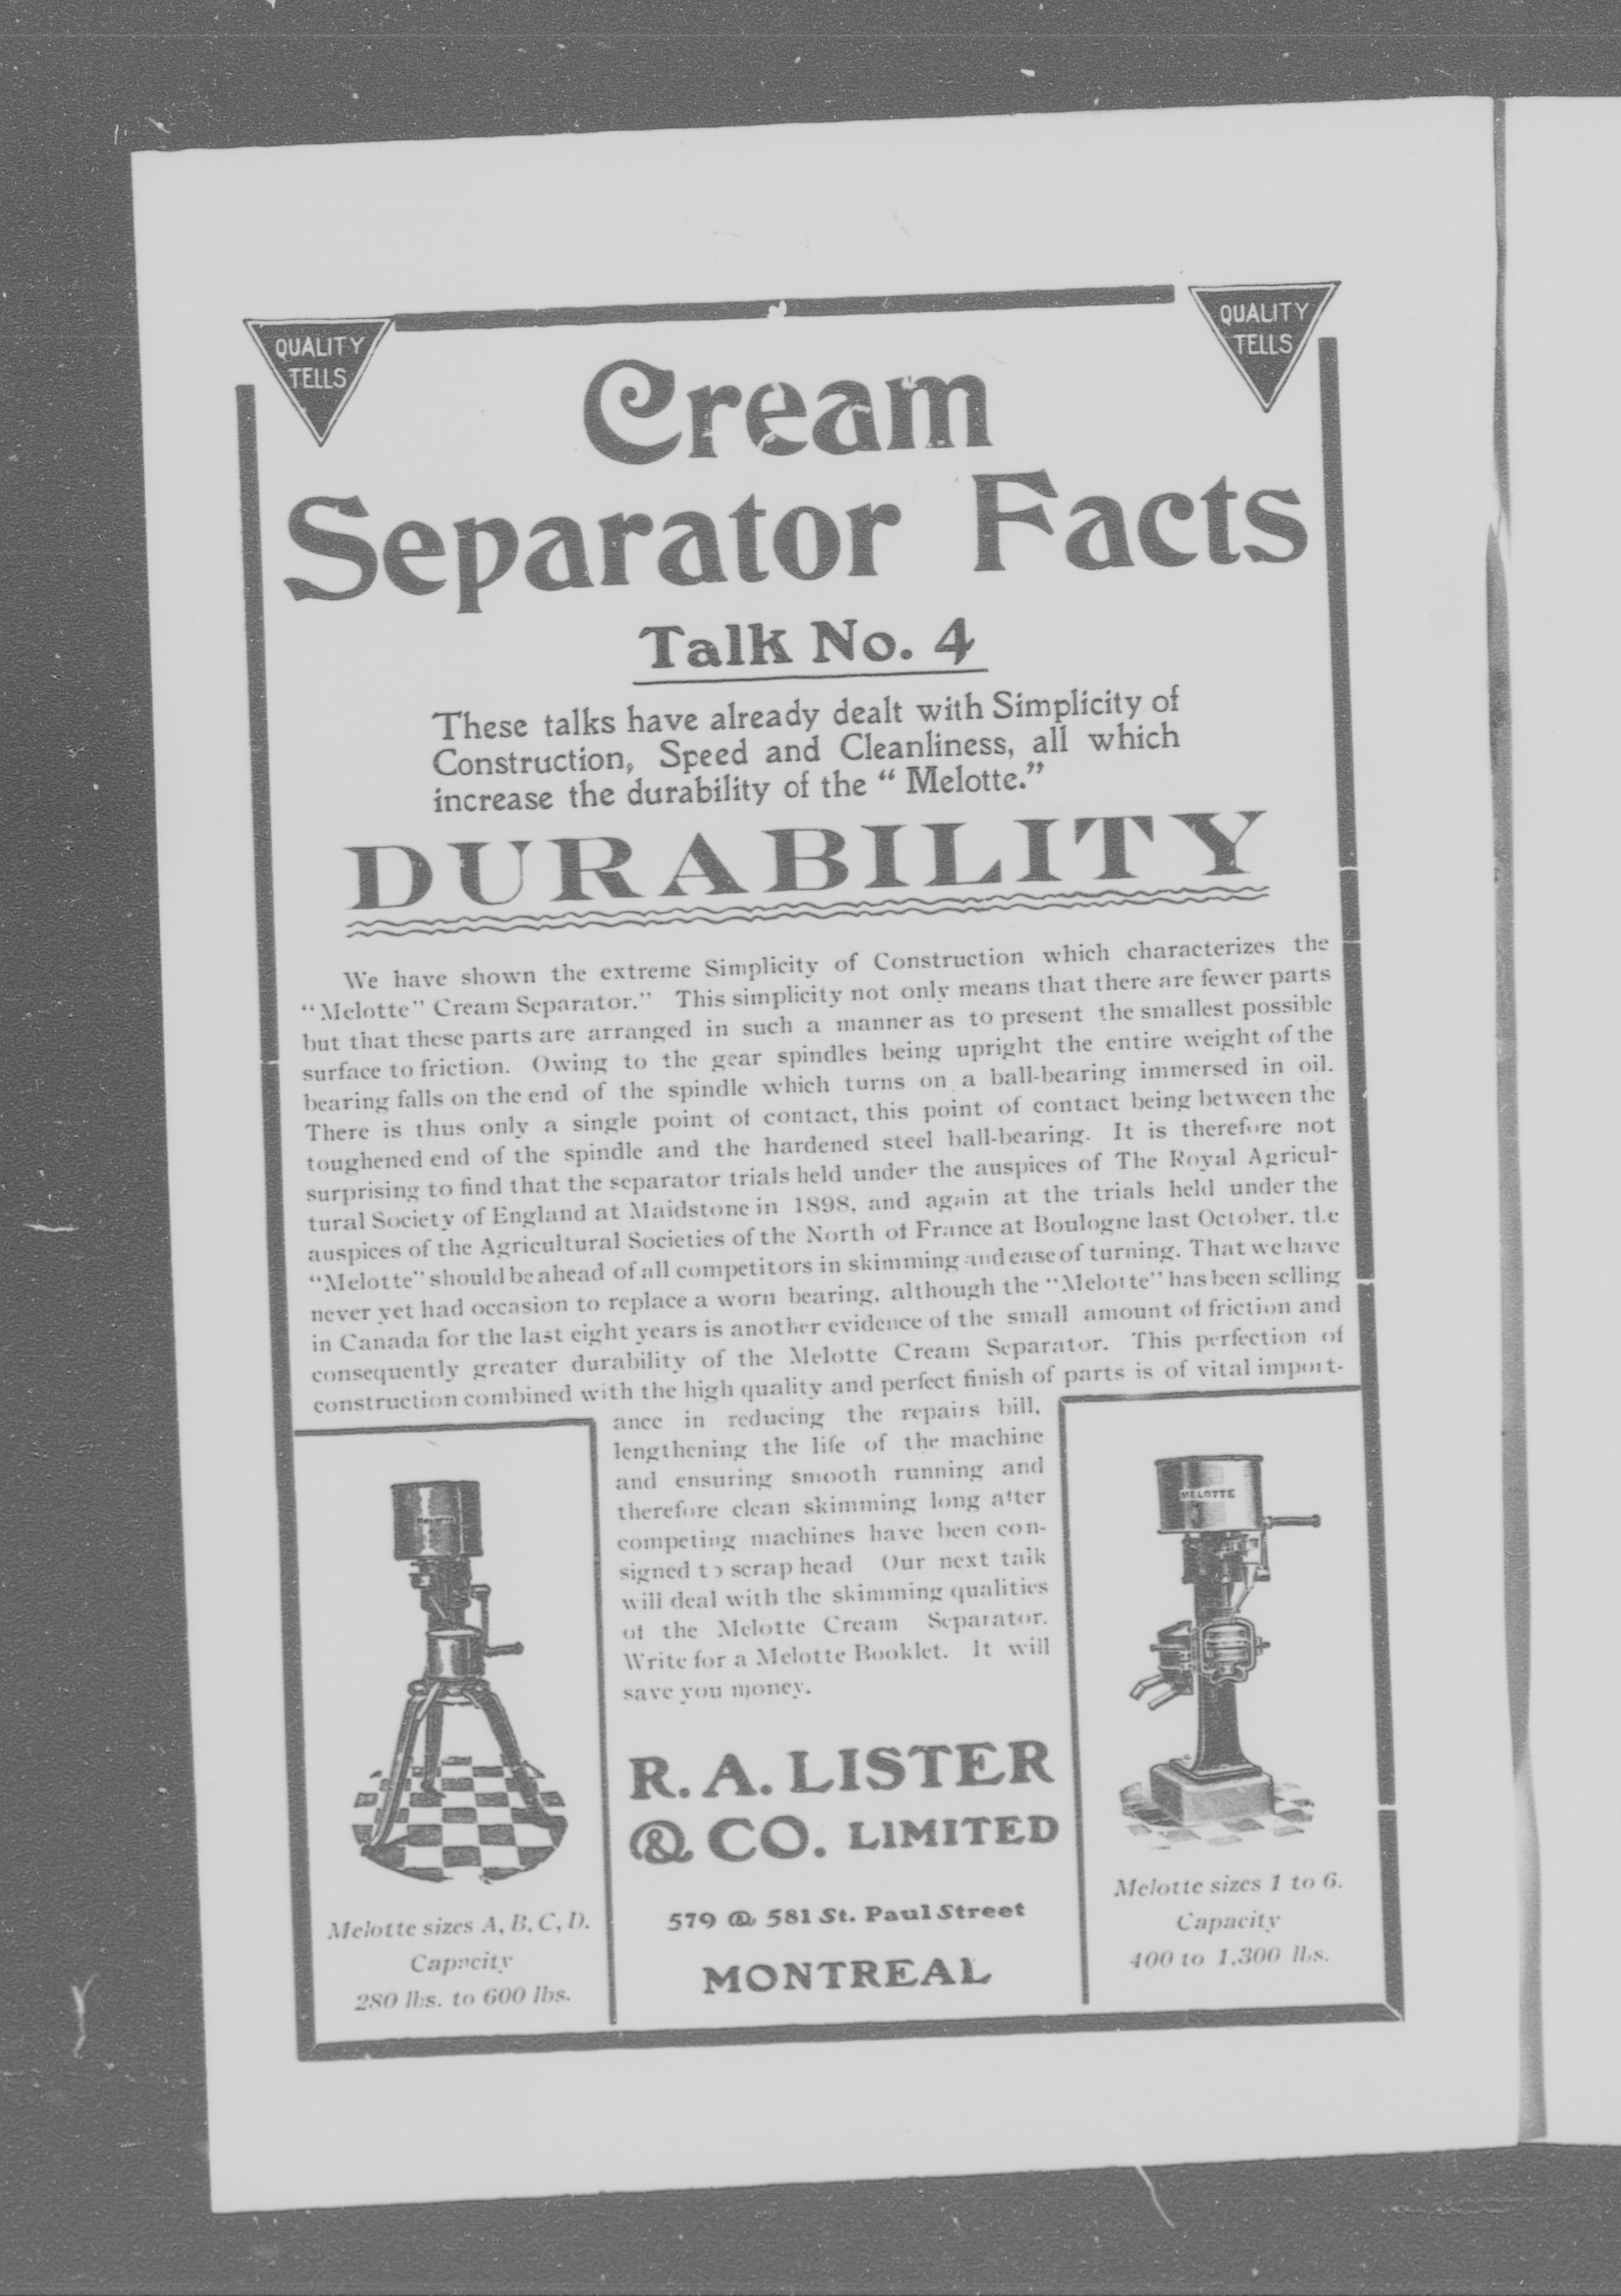 QUALITY
TELLS
QUALITY
TELLS
Cream
Separator Facts
Talk No. 4
These talks have already dealt with Simplicity of
Construction, Speed and Cleanliness, all which
increase the durability of the "Melotte."
DURABILITY
We have shown the extreme Simplicity of Construction which characterizes the
"Melotte" Cream Separator." This simplicity not only means that there are fewer parts
but that these parts are arranged in such a manner as to present the smallest possible
surface to friction. Owing to the gear spindles being upright the entire weight of the
bearing falls on the end of the spindle which turns on a ball-bearing immersed in oil.
There is thus only a single point of contact, this point of contact being between the
toughened end of the spindle and the hardened steel ball-bearing. It is therefore not
surprising to find that the separator trials held under the auspices of The Royal Agricul-
tural Society of England at Maidstone in 1898, and again at the trials held under the
auspices of the Agricultural Societies of the North of France at Boulogne last October, the
"Melotte" should be ahead of all competitors in skimming and ease of turning. That we have
never yet had occasion to replace a worn bearing, although the "Melotte" has been selling
in Canada for the last eight years is another evidence of the small amount of friction and
consequently greater durability of the Melotte Cream Separator. This perfection of
construction combined with the high quality and perfect finish of parts is of vital import-
ance in reducing the repairs bill,
lengthening the life of the machine
and ensuring smooth running and
therefore clean skimming long after
competing machines have been con-
signed to scrap head Our next talk
will deal with the skimming qualities
of the Melotte Cream Separator.
Write for a Melotte Booklet. It will
save you money.
R. A. LISTER
& CO. LIMITED
579 & 581 St. Paul Street
MONTREAL
Melotte sizes A, B, C, D.
Capacity
280 lbs. to 600 lbs.
MELOTTE
Melotte sizes 1 to 6.
Capacity
400 to 1,300 lbs.